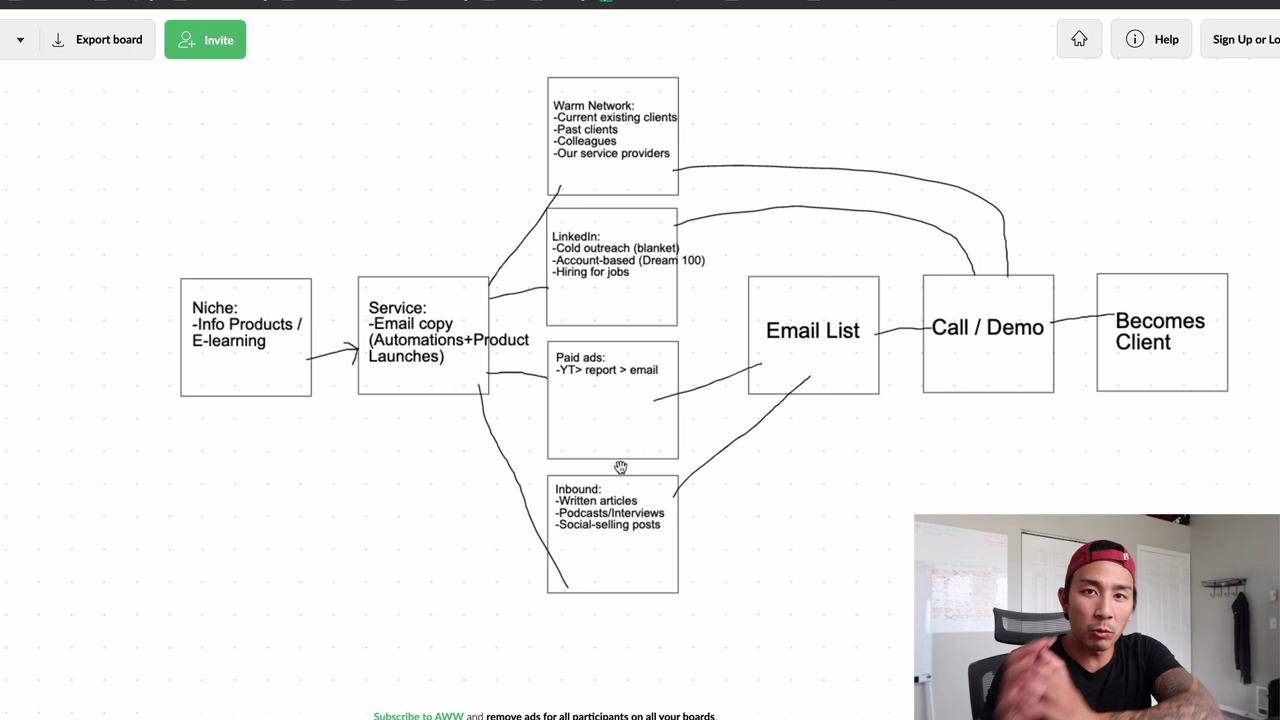 Export board
Invite
Help
Sign Up or Lo
Warm Network:
-Current existing clients
-Past clients
-Colleagues
-Our service providers
LinkedIn:
-Cold outreach (blanket)
-Account-based (Dream 100)
-Hiring for jobs
Niche:
-Info Products /
E-learning
Service:
-Email copy
(Automations+Product
Launches)
Paid ads:
-YT> report > email
Inbound:
-Written articles
-Podcasts/Interviews
-Social-selling posts
Email List
Call / Demo
Becomes
Client
Subscribe to AWW and remove ads for all participants on all your boards.